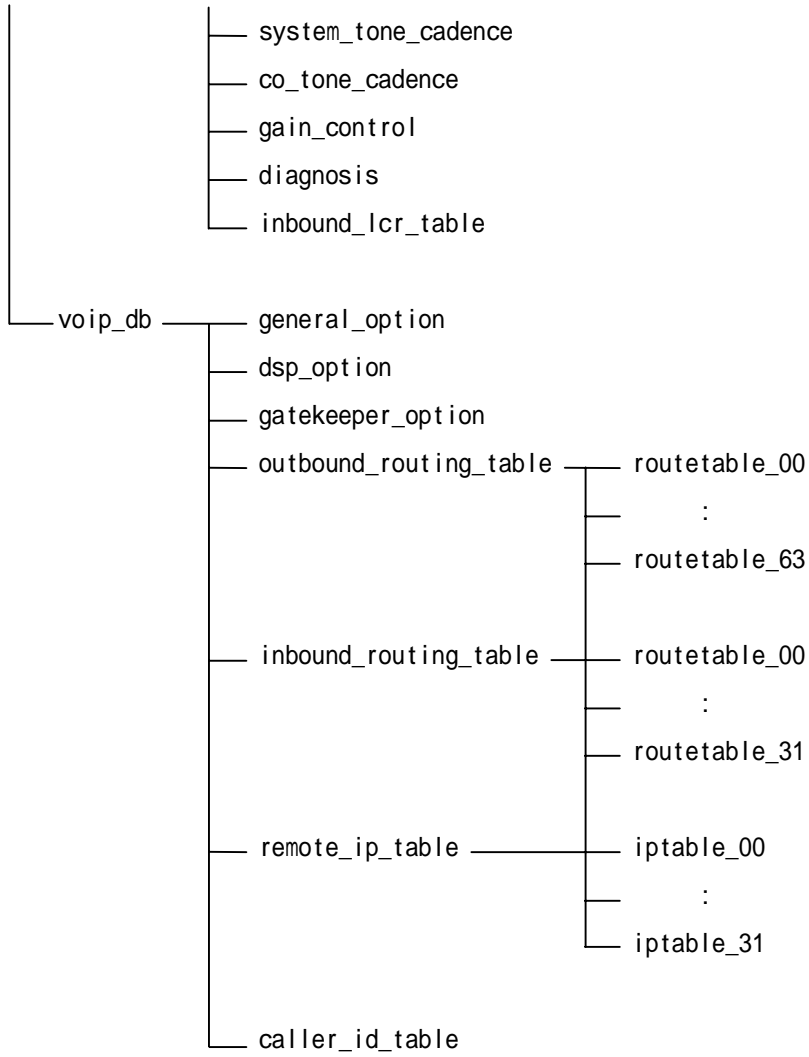 system_tone_cadence
co_tone_cadence
gain_control
diagnosis
inbound_lcr_table
voip_db general_option
dsp_option
gatekeeper_option
outbound_routing_table routetable_00
:
routetable_63
inbound_routing_table routetable_00
:
routetable_31
remote_ip_table iptable_00
:
iptable_31
caller_id_table